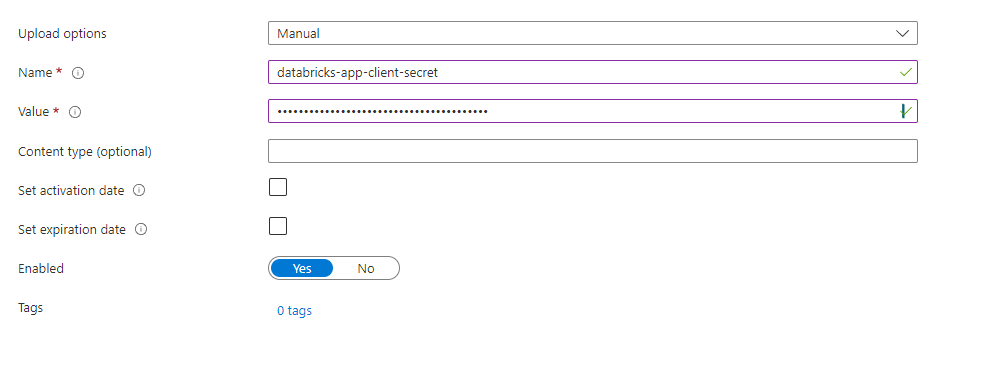 Upload options Manual
Name * databricks-app-client-secret
Value * ••••••••••••••••••••••••••••••••••••••••
Content type (optional)
Set activation date
Set expiration date
Enabled Yes No
Tags 0 tags